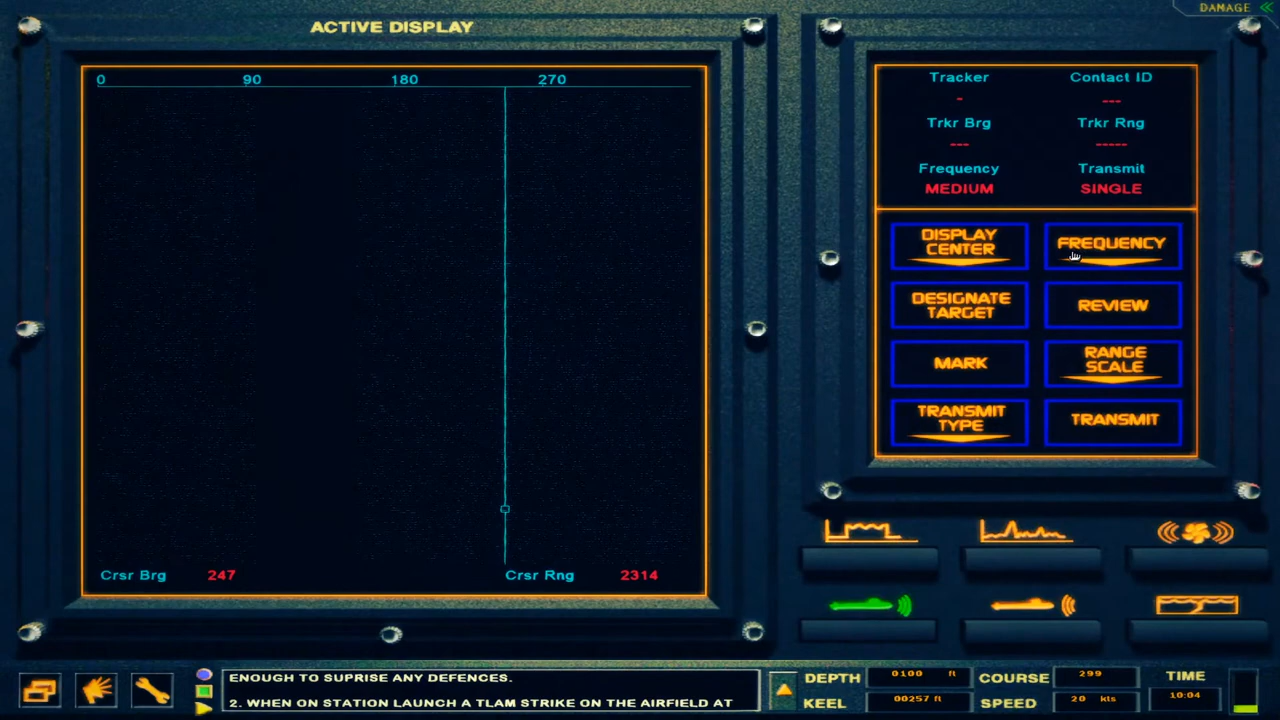 DAMAGE
ACTIVE DISPLAY
0 90 180 270
Crsr Brg 247 Crsr Rng 2314
Tracker Contact ID
- ---
Trkr Brg Trkr Rng
--- -----
Frequency Transmit
MEDIUM SINGLE
DISPLAY CENTER
FREQUENCY
DESIGNATE TARGET
REVIEW
MARK
RANGE SCALE
TRANSMIT TYPE
TRANSMIT
ENOUGH TO SUPRISE ANY DEFENCES.
2. WHEN ON STATION LAUNCH A TLAM STRIKE ON THE AIRFIELD AT
DEPTH 0100 ft COURSE 299 TIME
KEEL 00257 ft SPEED 20 kts 10:04